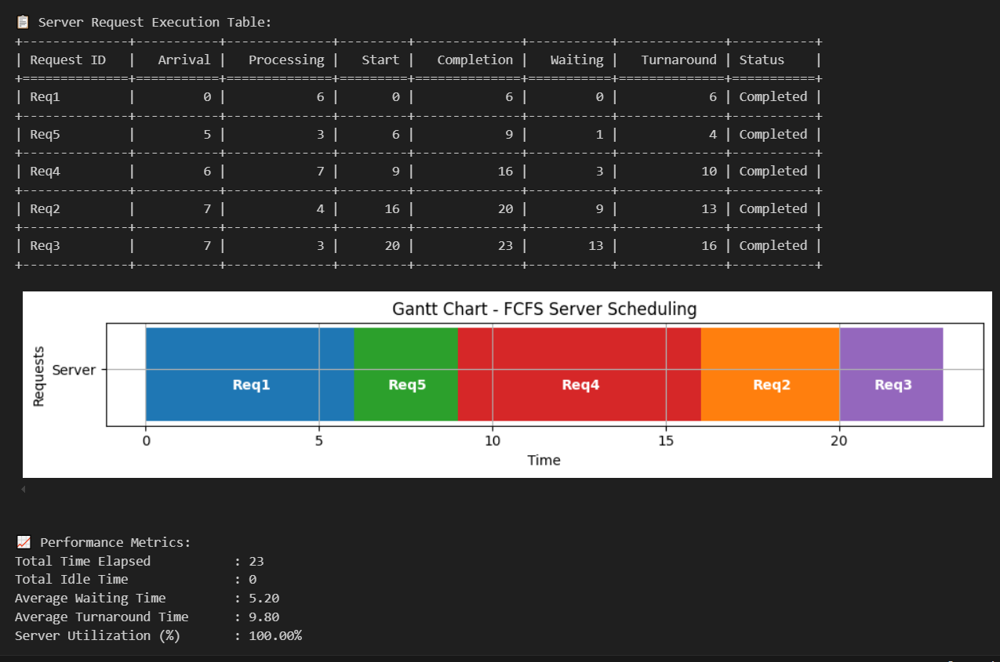 📋 Server Request Execution Table:
+--------------+-----------+--------------+---------+--------------+-----------+--------------+-----------+
| Request ID   |   Arrival |   Processing |   Start |   Completion |   Waiting |   Turnaround | Status    |
+==============+===========+==============+=========+==============+===========+==============+===========+
| Req1         |         0 |            6 |       0 |            6 |         0 |            6 | Completed |
+--------------+-----------+--------------+---------+--------------+-----------+--------------+-----------+
| Req5         |         5 |            3 |       6 |            9 |         1 |            4 | Completed |
+--------------+-----------+--------------+---------+--------------+-----------+--------------+-----------+
| Req4         |         6 |            7 |       9 |           16 |         3 |           10 | Completed |
+--------------+-----------+--------------+---------+--------------+-----------+--------------+-----------+
| Req2         |         7 |            4 |      16 |           20 |         9 |           13 | Completed |
+--------------+-----------+--------------+---------+--------------+-----------+--------------+-----------+
| Req3         |         7 |            3 |      20 |           23 |        13 |           16 | Completed |
+--------------+-----------+--------------+---------+--------------+-----------+--------------+-----------+
Gantt Chart - FCFS Server Scheduling
Requests
Server
Req1 Req5 Req4 Req2 Req3
0 5 10 15 20
Time
📈 Performance Metrics:
Total Time Elapsed           : 23
Total Idle Time              : 0
Average Waiting Time         : 5.20
Average Turnaround Time      : 9.80
Server Utilization (%)       : 100.00%